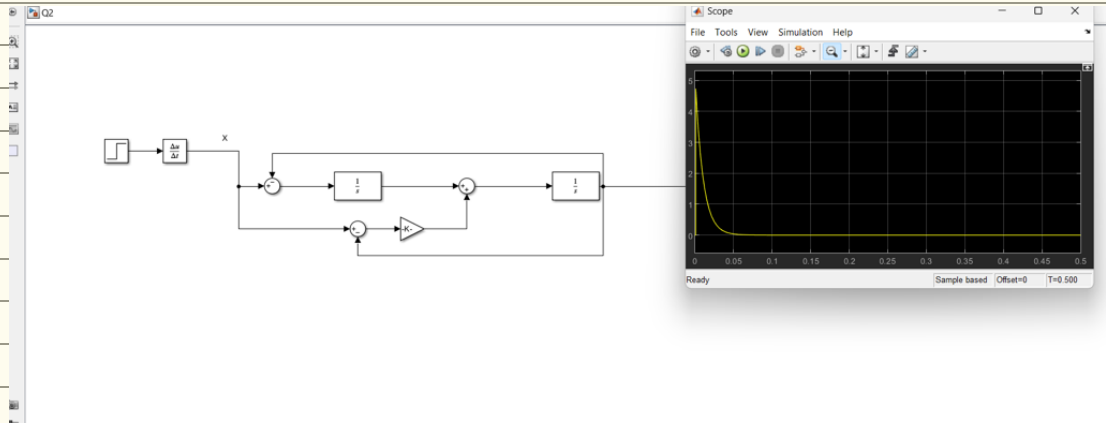 Q2
Scope
File Tools View Simulation Help
X
Δu
Δt
1
s
1
s
-K-
5
4
3
2
1
0
0 0.05 0.1 0.15 0.2 0.25 0.3 0.35 0.4 0.45 0.5
Ready
Sample based Offset=0 T=0.500